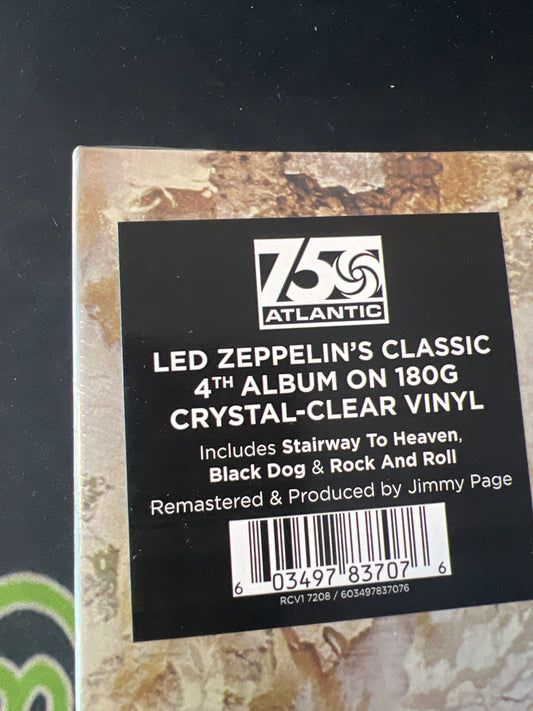 75
ATLANTIC
LED ZEPPELIN'S CLASSIC
4TH ALBUM ON 180G
CRYSTAL-CLEAR VINYL
Includes Stairway To Heaven,
Black Dog & Rock And Roll
Remastered & Produced by Jimmy Page
6 03497 83707 6
RCV1 7208 / 603497837076